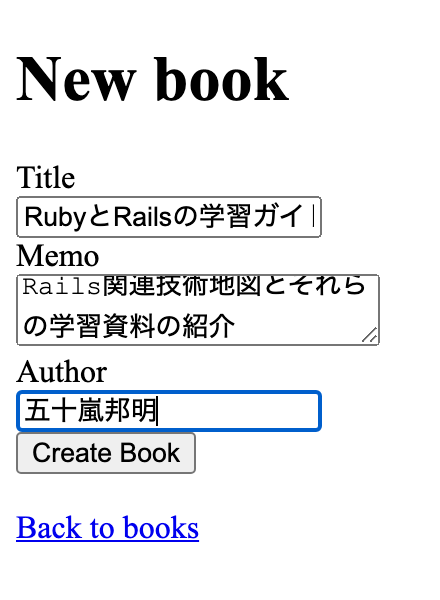 New book
Title
RubyとRailsの学習ガイ
Memo
Rails関連技術地図とそれら
の学習資料の紹介
Author
五十嵐邦明
Create Book
Back to books